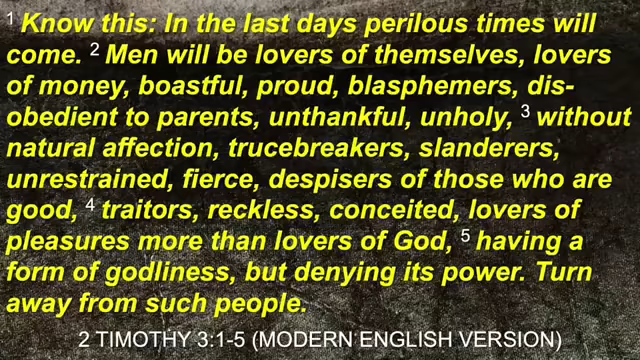 1 Know this: In the last days perilous times will
come. 2 Men will be lovers of themselves, lovers
of money, boastful, proud, blasphemers, dis-
obedient to parents, unthankful, unholy, 3 without
natural affection, trucebreakers, slanderers,
unrestrained, fierce, despisers of those who are
good, 4 traitors, reckless, conceited, lovers of
pleasures more than lovers of God, 5 having a
form of godliness, but denying its power. Turn
away from such people.
2 TIMOTHY 3:1-5 (MODERN ENGLISH VERSION)